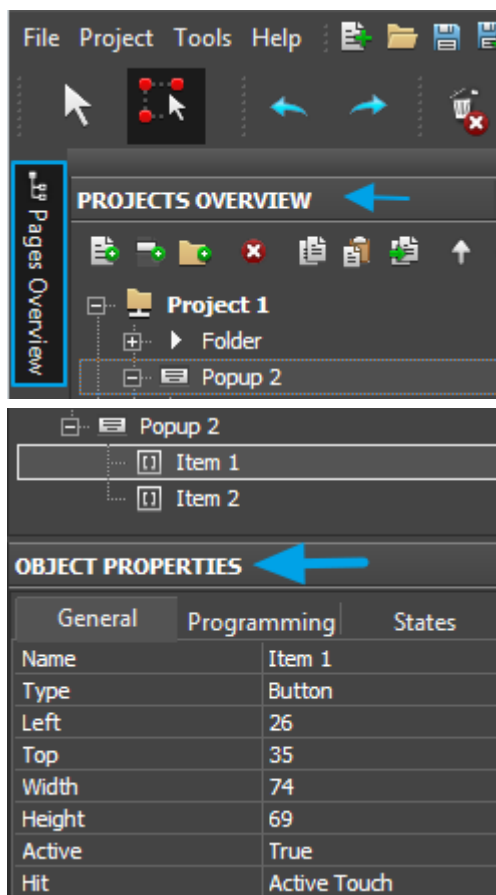 File Project Tools Help
Pages Overview
PROJECTS OVERVIEW
Project 1
Folder
Popup 2
Popup 2
Item 1
Item 2
OBJECT PROPERTIES
General Programming States
Name Item 1
Type Button
Left 26
Top 35
Width 74
Height 69
Active True
Hit Active Touch